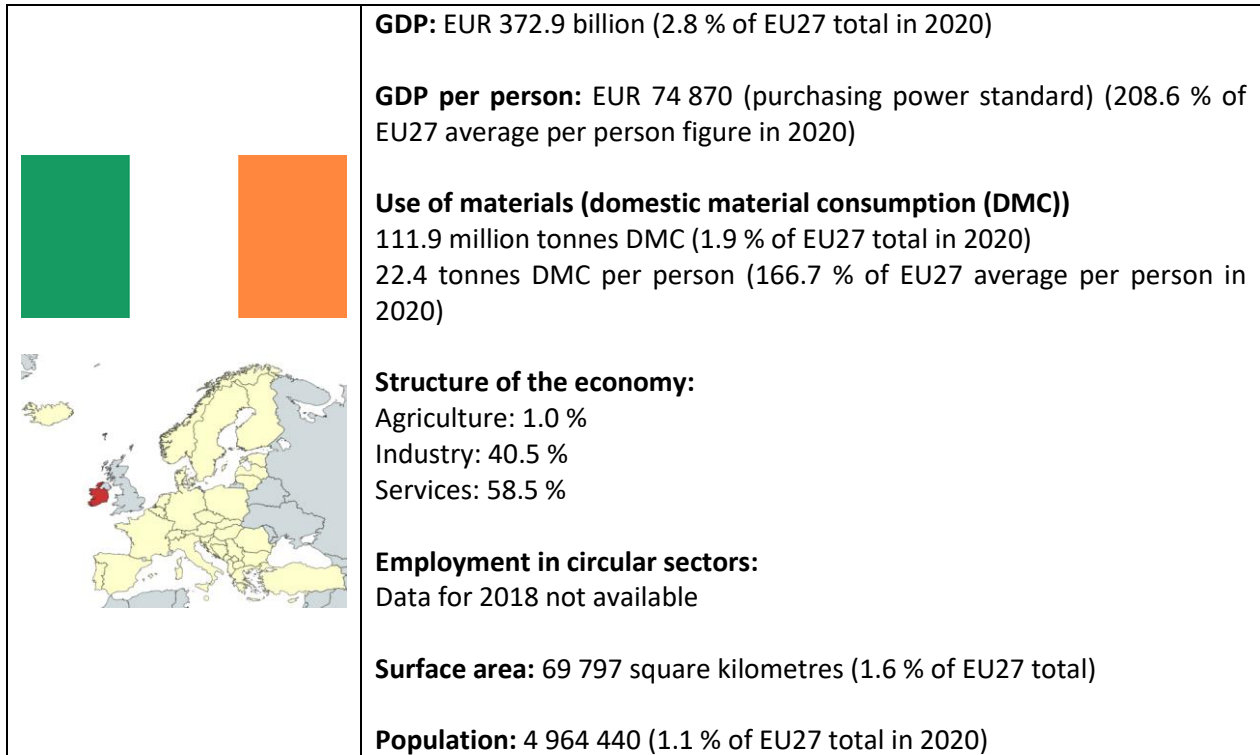 GDP: EUR 372.9 billion (2.8 % of EU27 total in 2020)
GDP per person: EUR 74 870 (purchasing power standard) (208.6 % of
EU27 average per person figure in 2020)
Use of materials (domestic material consumption (DMC))
111.9 million tonnes DMC (1.9 % of EU27 total in 2020)
22.4 tonnes DMC per person (166.7 % of EU27 average per person in
2020)
Structure of the economy:
Agriculture: 1.0 %
Industry: 40.5 %
Services: 58.5 %
Employment in circular sectors:
Data for 2018 not available
Surface area: 69 797 square kilometres (1.6 % of EU27 total)
Population: 4 964 440 (1.1 % of EU27 total in 2020)